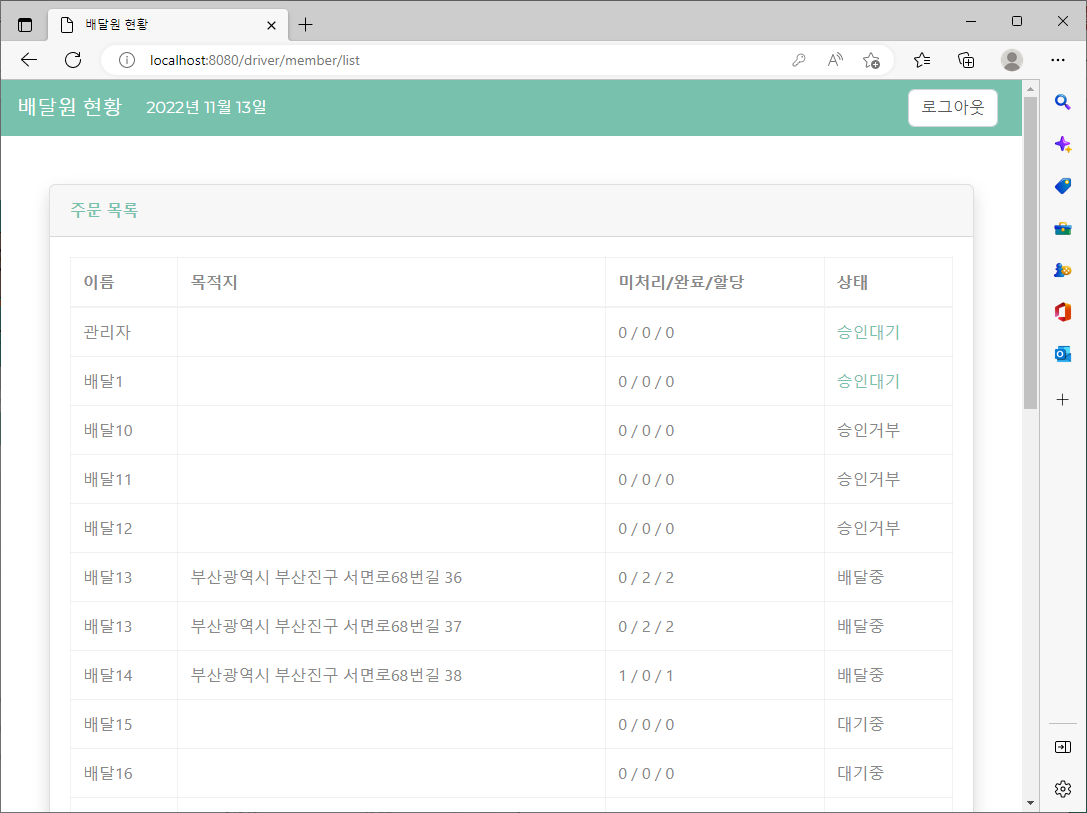 배달원 현황
localhost:8080/driver/member/list
배달원 현황 2022년 11월 13일 로그아웃
주문 목록
이름 목적지 미처리/완료/할당 상태
관리자 0 / 0 / 0 승인대기
배달1 0 / 0 / 0 승인대기
배달10 0 / 0 / 0 승인거부
배달11 0 / 0 / 0 승인거부
배달12 0 / 0 / 0 승인거부
배달13 부산광역시 부산진구 서면로68번길 36 0 / 2 / 2 배달중
배달13 부산광역시 부산진구 서면로68번길 37 0 / 2 / 2 배달중
배달14 부산광역시 부산진구 서면로68번길 38 1 / 0 / 1 배달중
배달15 0 / 0 / 0 대기중
배달16 0 / 0 / 0 대기중